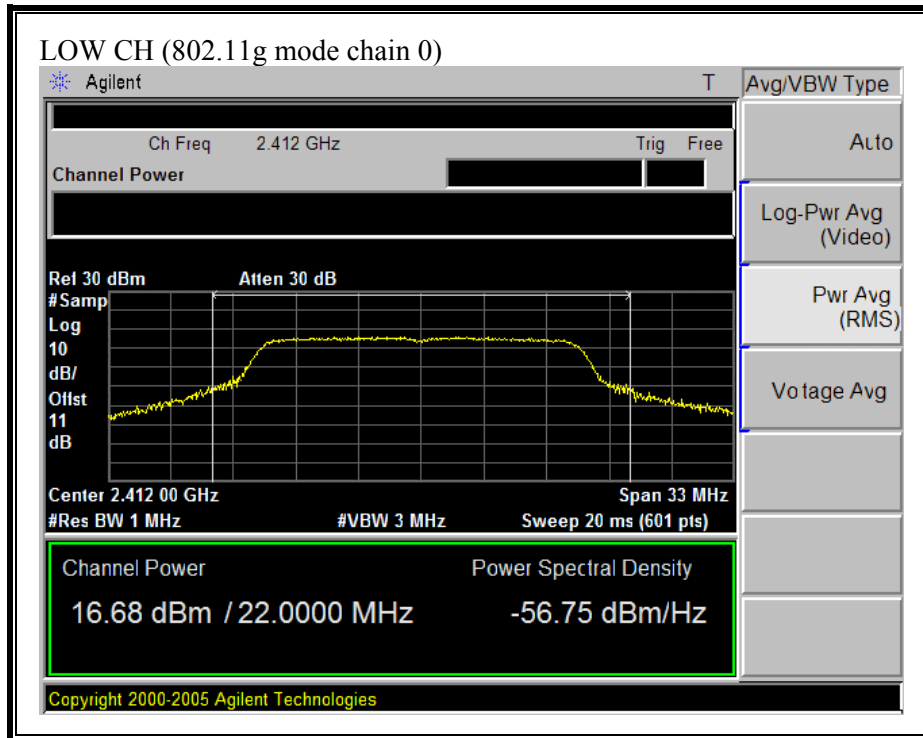 LOW CH (802.11g mode chain 0)
Agilent T
Avg/VBW Type
Ch Freq 2.412 GHz Trig Free
Channel Power
Auto
Log-Pwr Avg
(Video)
Pwr Avg
(RMS)
Voltage Avg
Ref 30 dBm Atten 30 dB
#Samp
Log
10
dB/
Offst
11
dB
Center 2.412 00 GHz Span 33 MHz
#Res BW 1 MHz #VBW 3 MHz Sweep 20 ms (601 pts)
Channel Power Power Spectral Density
16.68 dBm / 22.0000 MHz -56.75 dBm/Hz
Copyright 2000-2005 Agilent Technologies